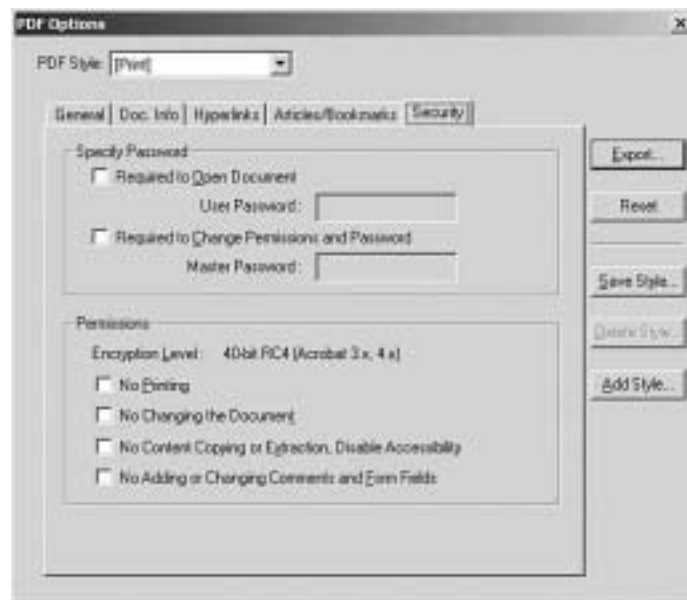 PDF Options
PDF Style: [Print]
General Doc. Info Hyperlinks Articles/Bookmarks Security
Specify Password
Required to Open Document
User Password:
Required to Change Permissions and Password
Master Password:
Permissions
Encryption Level: 40-bit RC4 (Acrobat 3.x, 4.x)
No Printing
No Changing the Document
No Content Copying or Extraction, Disable Accessibility
No Adding or Changing Comments and Form Fields
Export...
Reset
Save Style...
Delete Style...
Add Style...